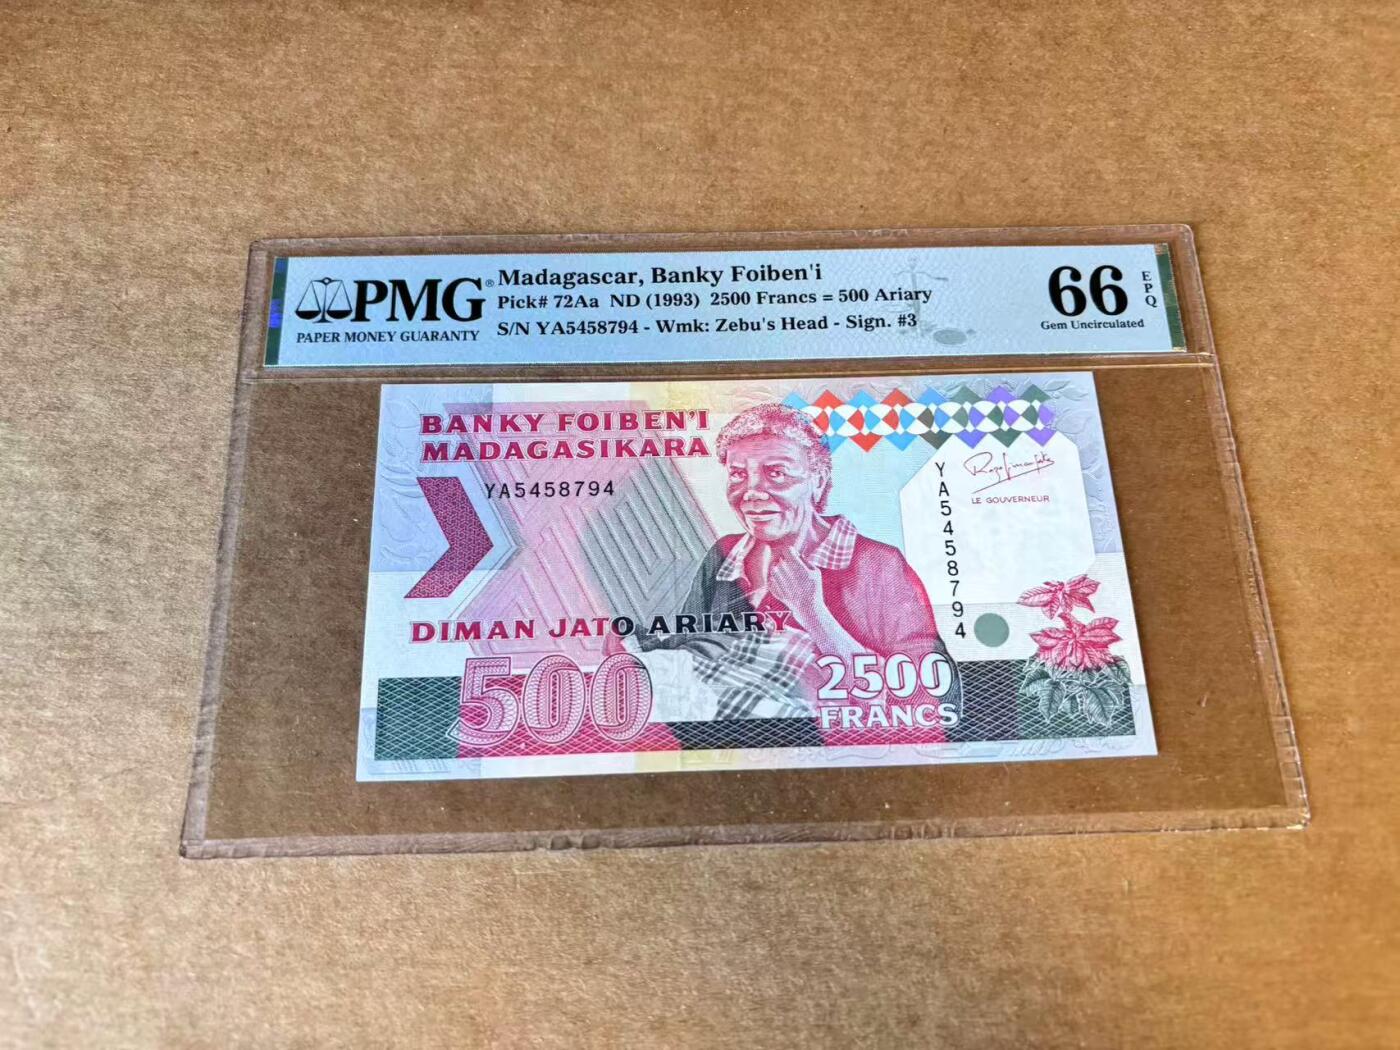 PMG®
PAPER MONEY GUARANTY
Madagascar, Banky Foiben'i
Pick# 72Aa ND (1993) 2500 Francs = 500 Ariary
S/N YA5458794 - Wmk: Zebu's Head - Sign. #3
66
EPQ
Gem Uncirculated
BANKY FOIBEN'I
MADAGASIKARA
YA5458794
LE GOUVERNEUR
YA5458794
DIMAN JATO ARIARY
500
2500
FRANCS